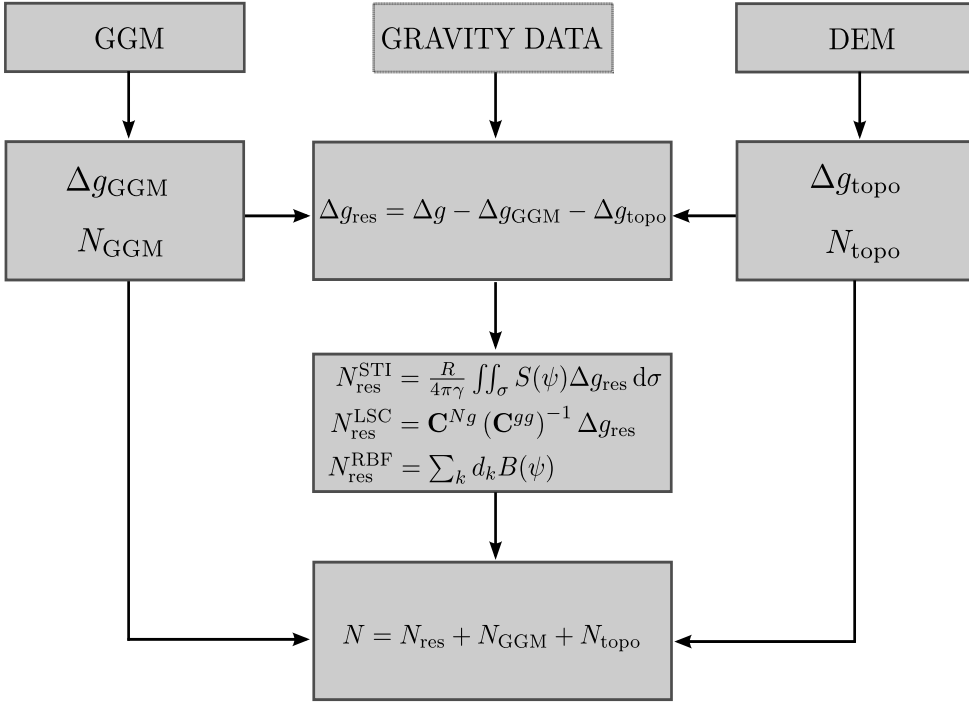 GGM
GRAVITY DATA
DEM
Δg_GGM
N_GGM
Δg_res = Δg − Δg_GGM − Δg_topo
Δg_topo
N_topo
N_res^STI = R/(4πγ) ∬_σ S(ψ)Δg_res dσ
N_res^LSC = C^{Ng} (C^{gg})^{−1} Δg_res
N_res^RBF = ∑_k d_k B(ψ)
N = N_res + N_GGM + N_topo